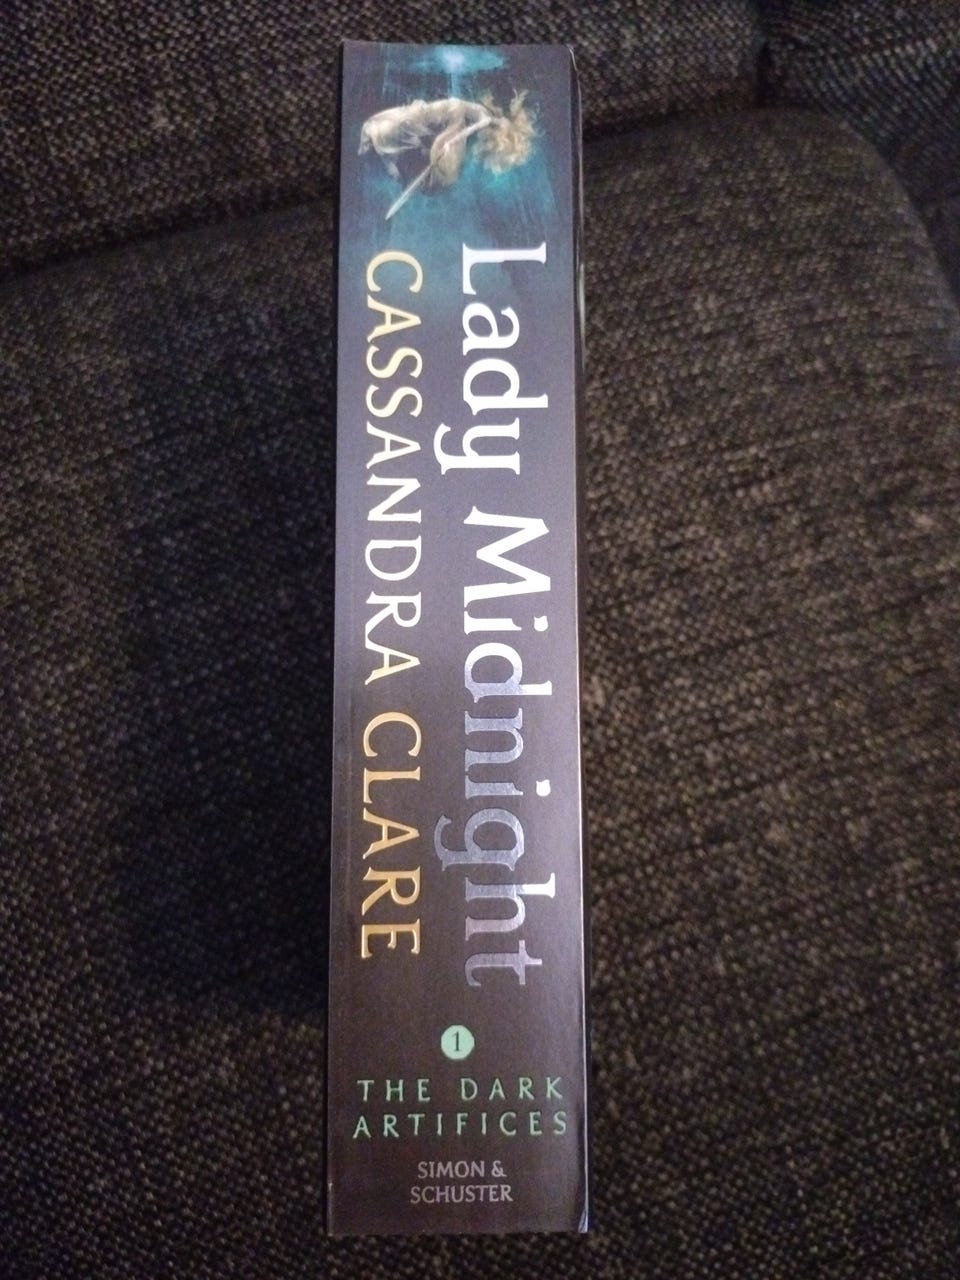 Lady Midnight
CASSANDRA CLARE
1
THE DARK
ARTIFICES
SIMON &
SCHUSTER